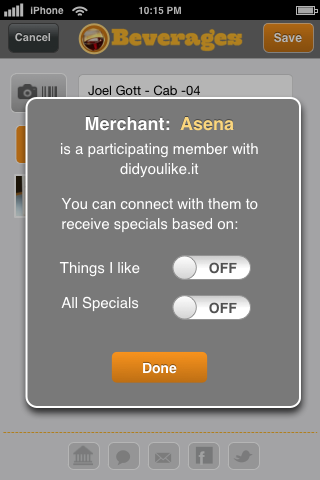 iPhone 10:15 PM
Cancel Beverages Save
Joel Gott - Cab -04
Merchant: Asena
is a participating member with
didyoulike.it
You can connect with them to
receive specials based on:
Things I like OFF
All Specials OFF
Done
f